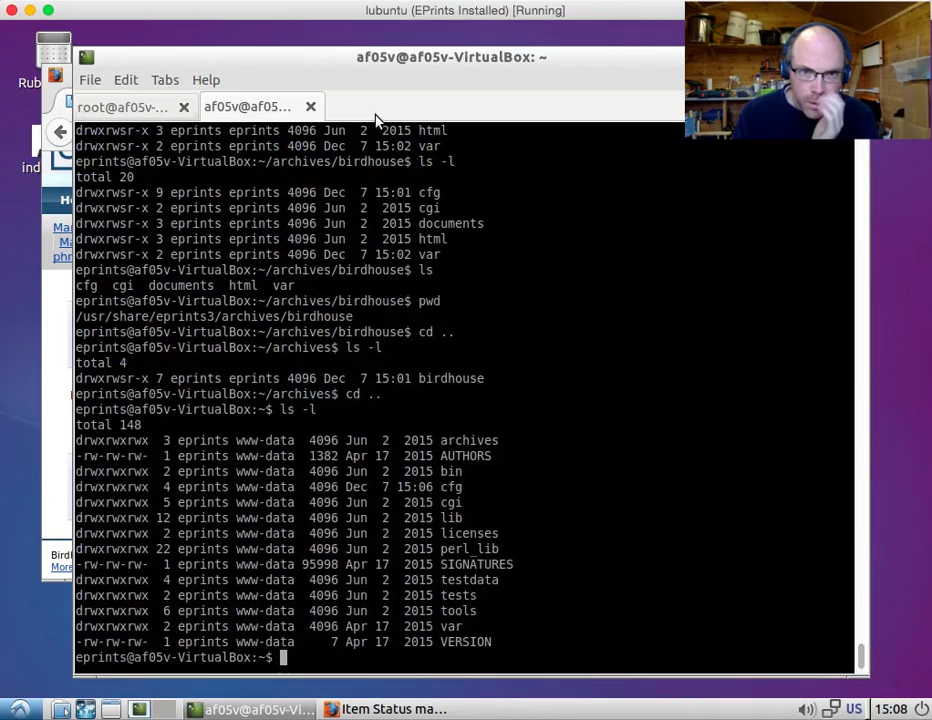 lubuntu (EPrints Installed) [Running]
Rub
ind
af05v@af05v-VirtualBox: ~
File Edit Tabs Help
root@af05v-... af05v@af05...
drwxrwsr-x 3 eprints eprints 4096 Jun  2  2015 html
drwxrwsr-x 2 eprints eprints 4096 Dec  7 15:02 var
eprints@af05v-VirtualBox:~/archives/birdhouse$ ls -l
total 20
drwxrwsr-x 9 eprints eprints 4096 Dec  7 15:01 cfg
drwxrwsr-x 2 eprints eprints 4096 Jun  2  2015 cgi
drwxrwsr-x 3 eprints eprints 4096 Jun  2  2015 documents
drwxrwsr-x 3 eprints eprints 4096 Jun  2  2015 html
drwxrwsr-x 2 eprints eprints 4096 Dec  7 15:02 var
eprints@af05v-VirtualBox:~/archives/birdhouse$ ls
cfg  cgi  documents  html  var
eprints@af05v-VirtualBox:~/archives/birdhouse$ pwd
/usr/share/eprints3/archives/birdhouse
eprints@af05v-VirtualBox:~/archives/birdhouse$ cd ..
eprints@af05v-VirtualBox:~/archives$ ls -l
total 4
drwxrwsr-x 7 eprints eprints 4096 Dec  7 15:01 birdhouse
eprints@af05v-VirtualBox:~/archives$ cd ..
eprints@af05v-VirtualBox:~$ ls -l
total 148
drwxrwxrwx  3 eprints www-data  4096 Jun  2  2015 archives
-rw-rw-rw-  1 eprints www-data  1382 Apr 17  2015 AUTHORS
drwxrwxrwx  2 eprints www-data  4096 Jun  2  2015 bin
drwxrwxrwx  4 eprints www-data  4096 Dec  7 15:06 cfg
drwxrwxrwx  5 eprints www-data  4096 Jun  2  2015 cgi
drwxrwxrwx 12 eprints www-data  4096 Jun  2  2015 lib
drwxrwxrwx  2 eprints www-data  4096 Jun  2  2015 licenses
drwxrwxrwx 22 eprints www-data  4096 Jun  2  2015 perl_lib
-rw-rw-rw-  1 eprints www-data 95998 Apr 17  2015 SIGNATURES
drwxrwxrwx  4 eprints www-data  4096 Jun  2  2015 testdata
drwxrwxrwx  2 eprints www-data  4096 Jun  2  2015 tests
drwxrwxrwx  6 eprints www-data  4096 Jun  2  2015 tools
drwxrwxrwx  2 eprints www-data  4096 Apr 17  2015 var
-rw-rw-rw-  1 eprints www-data     7 Apr 17  2015 VERSION
eprints@af05v-VirtualBox:~$
Ho
Man
Ma
phr
Bird
More
af05v@af05v-Vi... Item Status ma... US 15:08